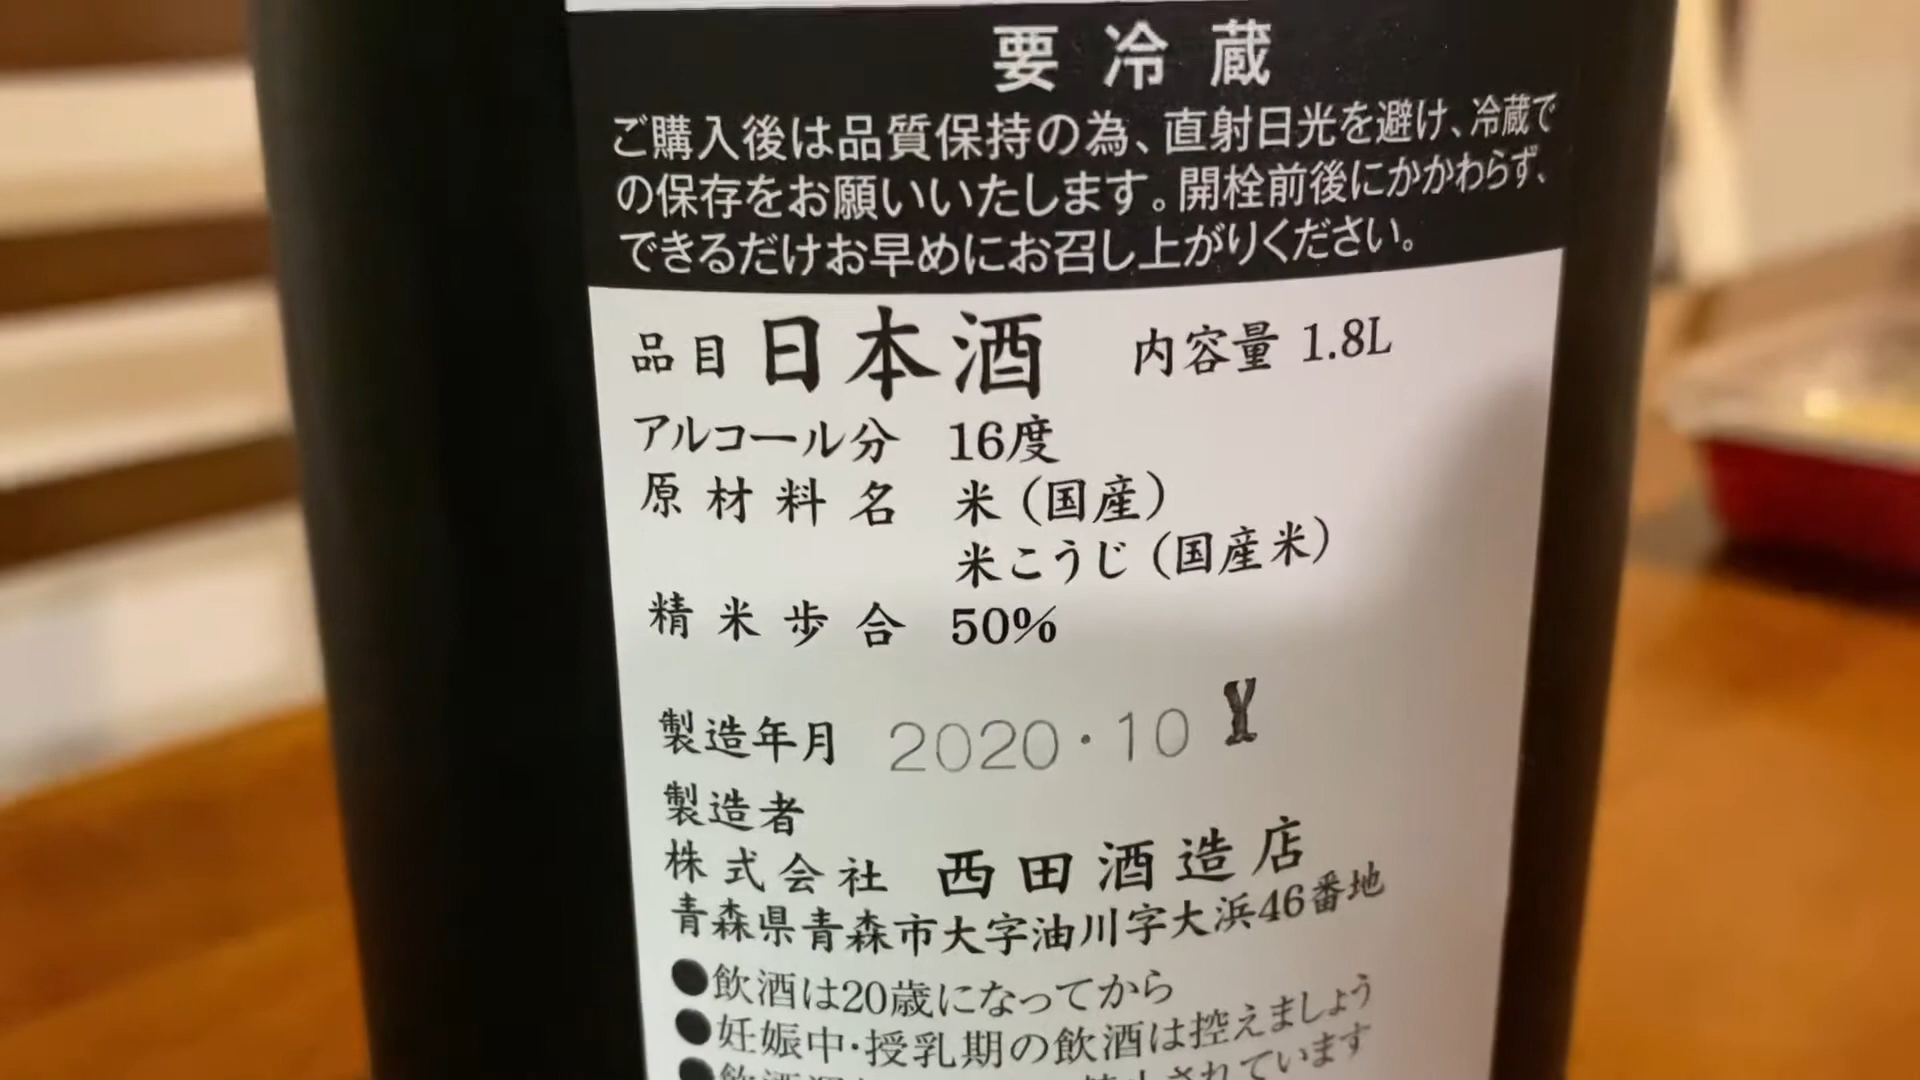 要冷蔵
ご購入後は品質保持の為、直射日光を避け、冷蔵で
の保存をお願いいたします。開栓前後にかかわらず、
できるだけお早めにお召し上がりください。
品目 日本酒 内容量 1.8L
アルコール分 16度
原材料名 米（国産）
米こうじ（国産米）
精米歩合 50%
製造年月 2020・10
製造者
株式会社 西田酒造店
青森県青森市大字油川字大浜46番地
●飲酒は20歳になってから
●妊娠中・授乳期の飲酒は控えましょう
されています